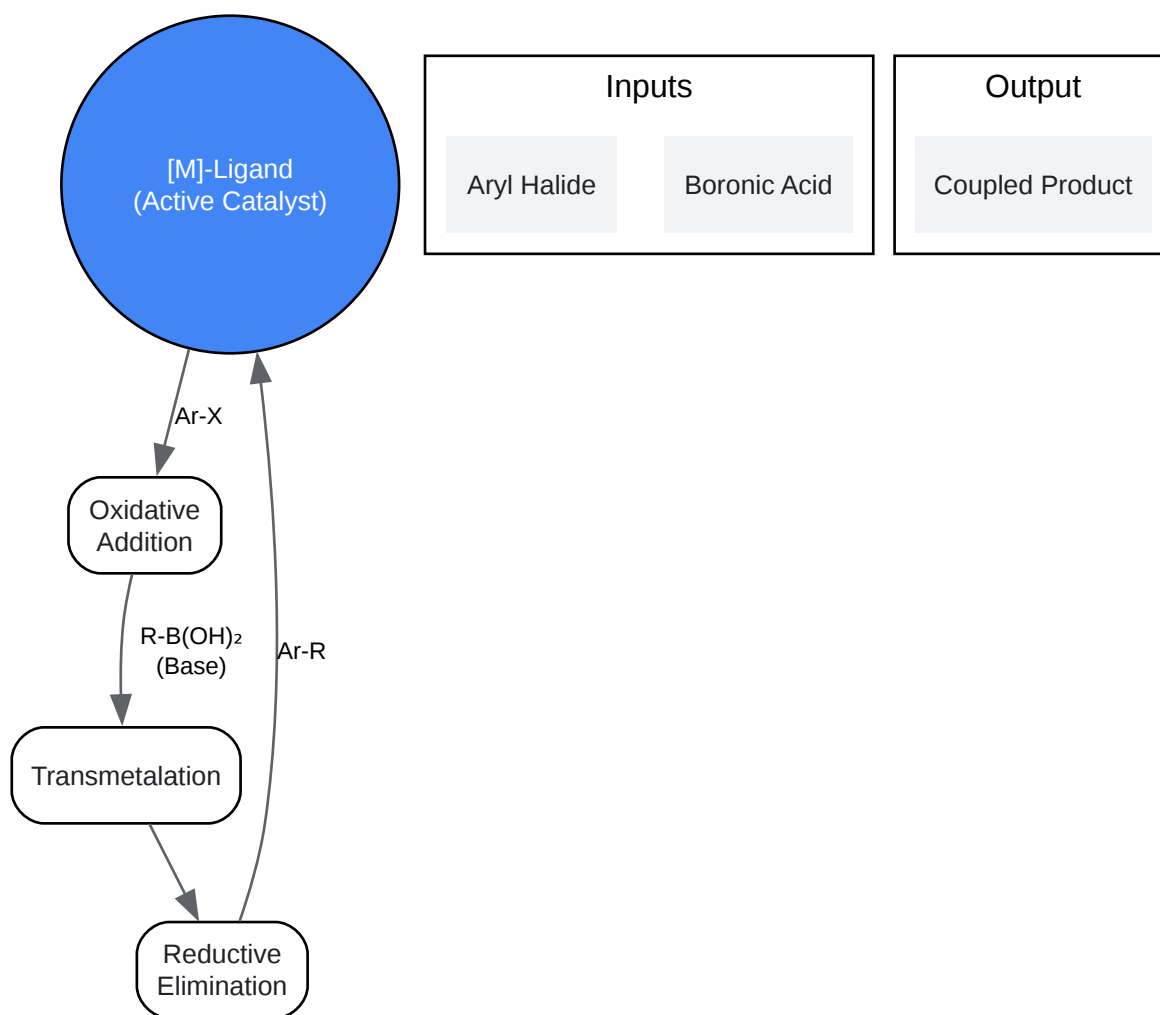 [M]-Ligand
(Active Catalyst)
Inputs
Aryl Halide
Boronic Acid
Output
Coupled Product
Ar-X
Oxidative
Addition
R-B(OH)₂
(Base)
Ar-R
Transmetalation
Reductive
Elimination